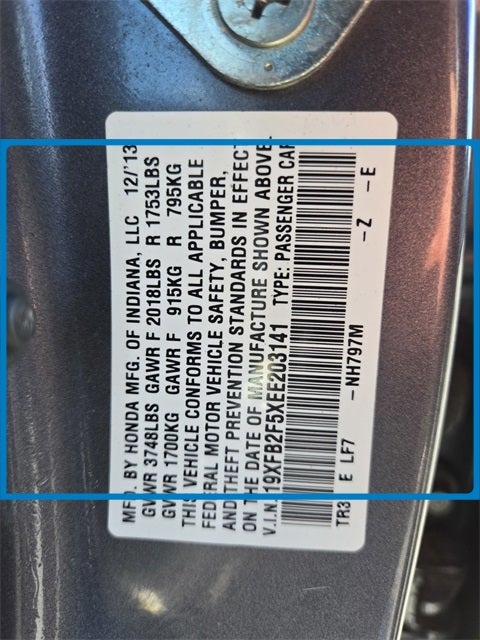 MFD. BY HONDA MFG. OF INDIANA, LLC 12/'13
GVWR 3748LBS GAWR F 2018LBS R 1753LBS
GVWR 1700KG GAWR F 915KG R 795KG
THIS VEHICLE CONFORMS TO ALL APPLICABLE
FEDERAL MOTOR VEHICLE SAFETY, BUMPER,
AND THEFT PREVENTION STANDARDS IN EFFECT
ON THE DATE OF MANUFACTURE SHOWN ABOVE.
V.I.N. 19XFB2F5XEE203141 TYPE: PASSENGER CAR
TR3 E LF7 -NH797M -Z -E